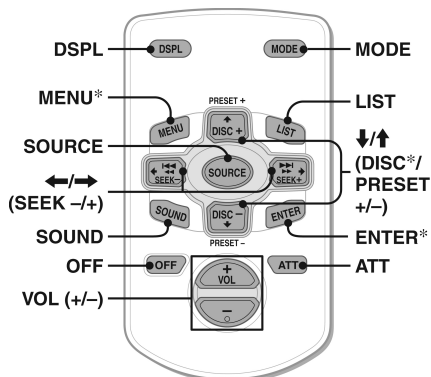 DSPL
DSPL
MODE
MODE
MENU*
MENU
PRESET +
DISC +
LIST
LIST
SOURCE
SEEK–
SOURCE
SEEK+
←/→
(SEEK –/+)
↓/↑
(DISC*/
PRESET
+/–)
SOUND
SOUND
DISC –
PRESET –
ENTER
ENTER*
OFF
OFF
ATT
ATT
VOL (+/–)
+
VOL
–